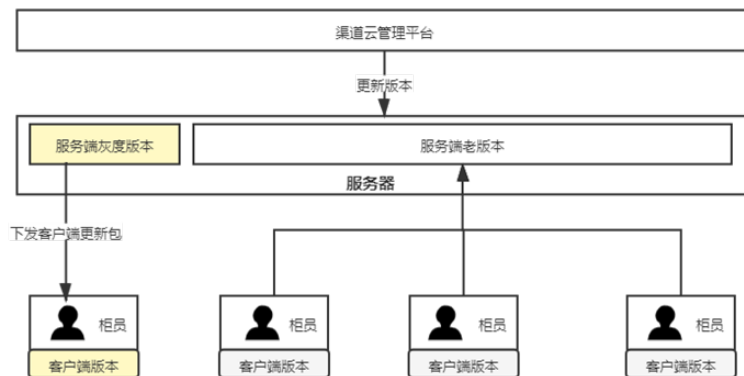 渠道云管理平台
更新版本
服务端灰度版本
服务端老版本
服务器
下发客户端更新包
柜员
柜员
柜员
柜员
客户端版本
客户端版本
客户端版本
客户端版本